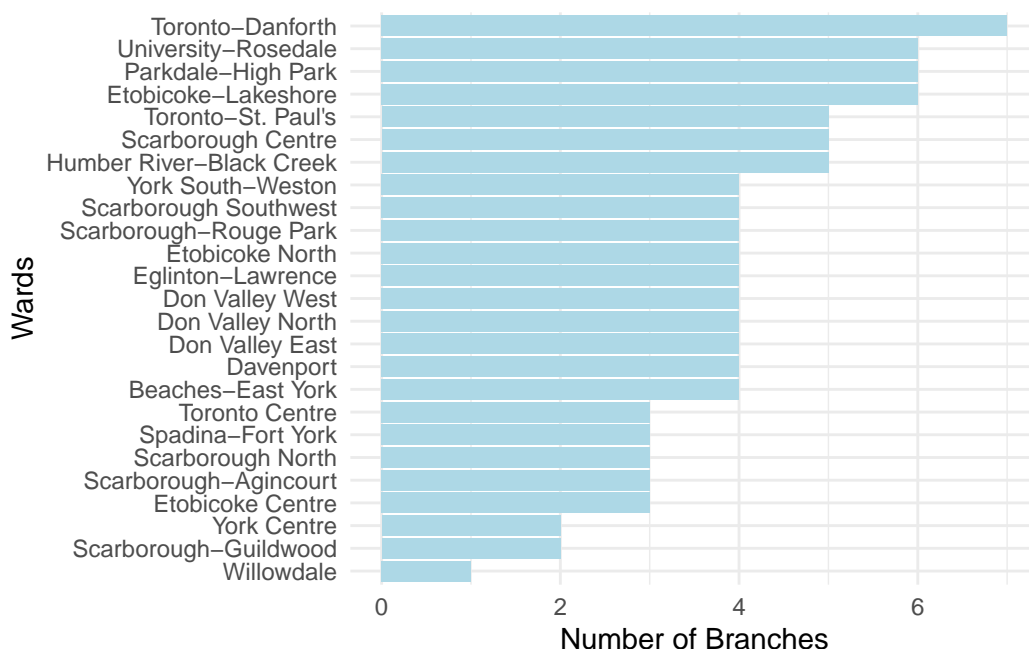 Toronto−Danforth
University−Rosedale
Parkdale−High Park
Etobicoke−Lakeshore
Toronto−St. Paul's
Scarborough Centre
Humber River−Black Creek
York South−Weston
Scarborough Southwest
Scarborough−Rouge Park
Etobicoke North
Eglinton−Lawrence
Don Valley West
Don Valley North
Don Valley East
Davenport
Beaches−East York
Toronto Centre
Spadina−Fort York
Scarborough North
Scarborough−Agincourt
Etobicoke Centre
York Centre
Scarborough−Guildwood
Willowdale
Wards
0 2 4 6
Number of Branches